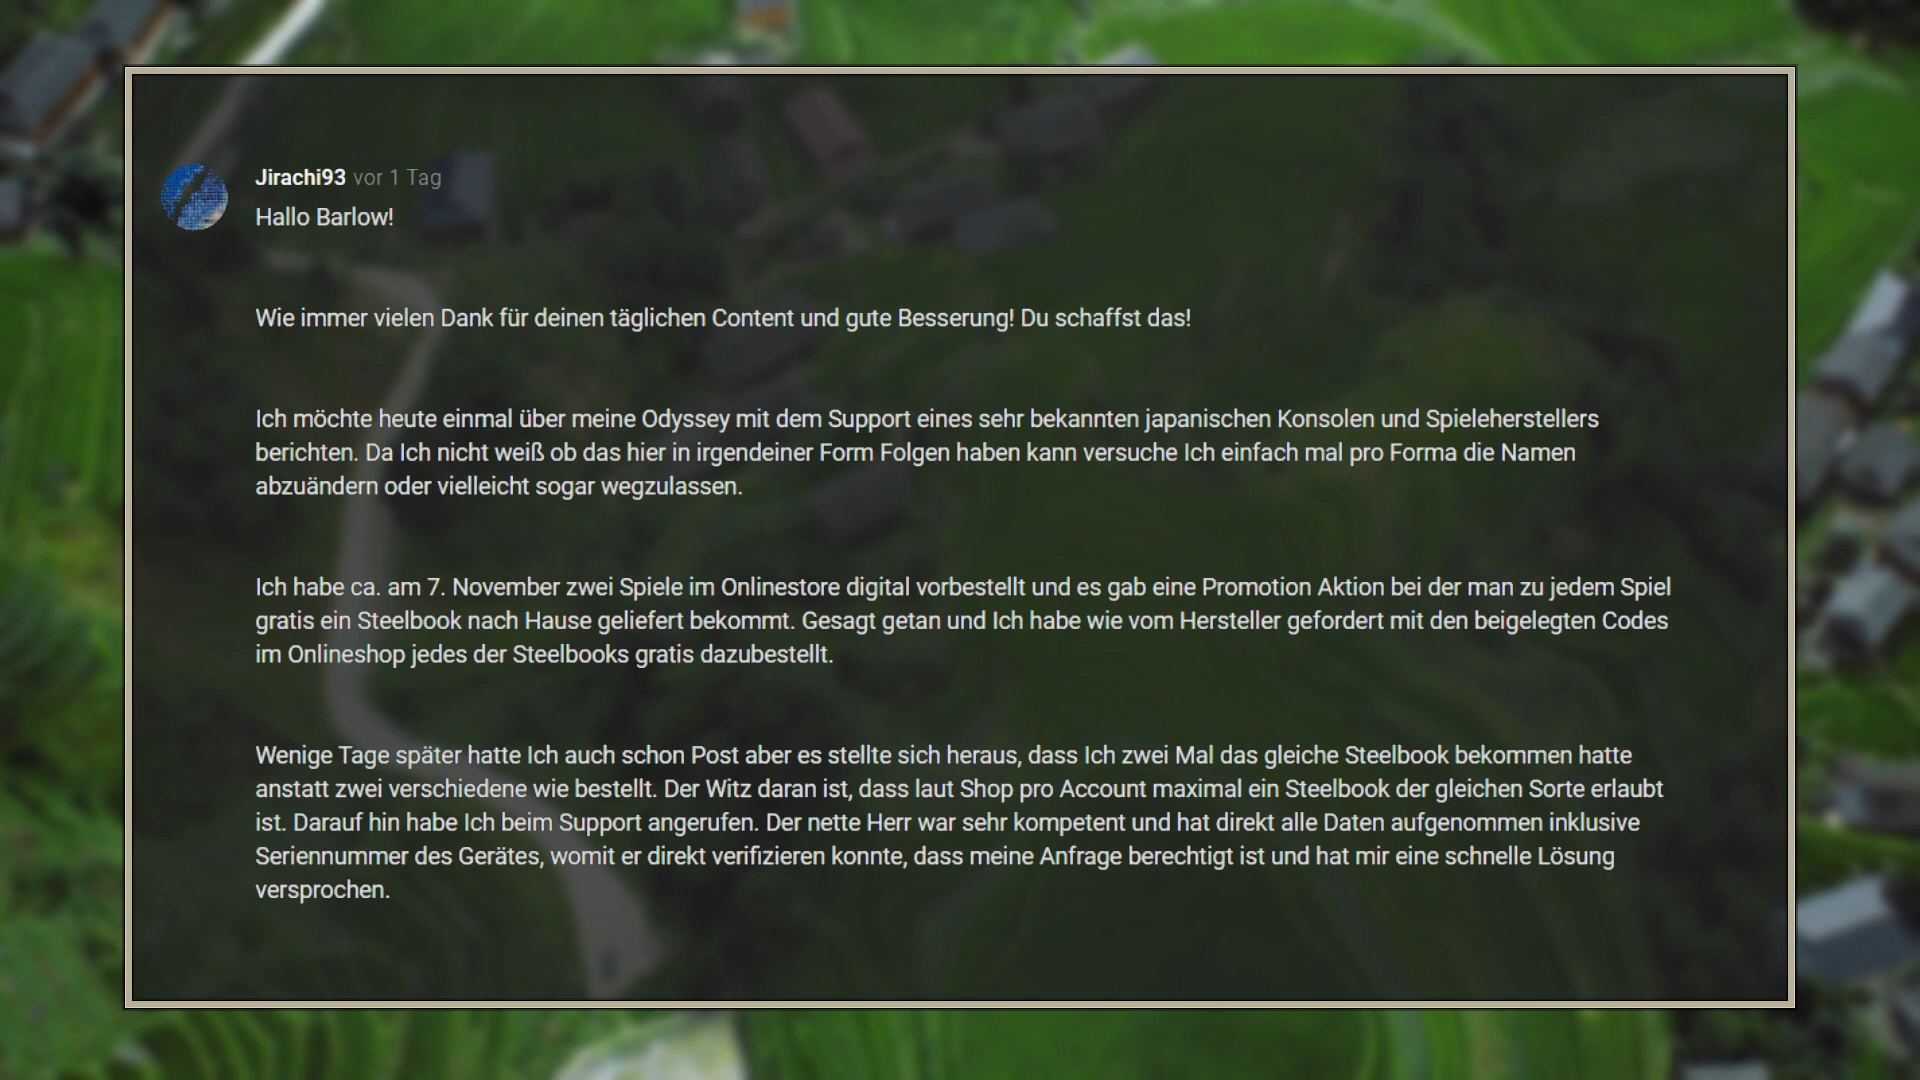 Jirachi93 vor 1 Tag
Hallo Barlow!
Wie immer vielen Dank für deinen täglichen Content und gute Besserung! Du schaffst das!
Ich möchte heute einmal über meine Odyssey mit dem Support eines sehr bekannten japanischen Konsolen und Spieleherstellers
berichten. Da Ich nicht weiß ob das hier in irgendeiner Form Folgen haben kann versuche Ich einfach mal pro Forma die Namen
abzuändern oder vielleicht sogar wegzulassen.
Ich habe ca. am 7. November zwei Spiele im Onlinestore digital vorbestellt und es gab eine Promotion Aktion bei der man zu jedem Spiel
gratis ein Steelbook nach Hause geliefert bekommt. Gesagt getan und Ich habe wie vom Hersteller gefordert mit den beigelegten Codes
im Onlineshop jedes der Steelbooks gratis dazubestellt.
Wenige Tage später hatte Ich auch schon Post aber es stellte sich heraus, dass Ich zwei Mal das gleiche Steelbook bekommen hatte
anstatt zwei verschiedene wie bestellt. Der Witz daran ist, dass laut Shop pro Account maximal ein Steelbook der gleichen Sorte erlaubt
ist. Darauf hin habe Ich beim Support angerufen. Der nette Herr war sehr kompetent und hat direkt alle Daten aufgenommen inklusive
Seriennummer des Gerätes, womit er direkt verifizieren konnte, dass meine Anfrage berechtigt ist und hat mir eine schnelle Lösung
versprochen.